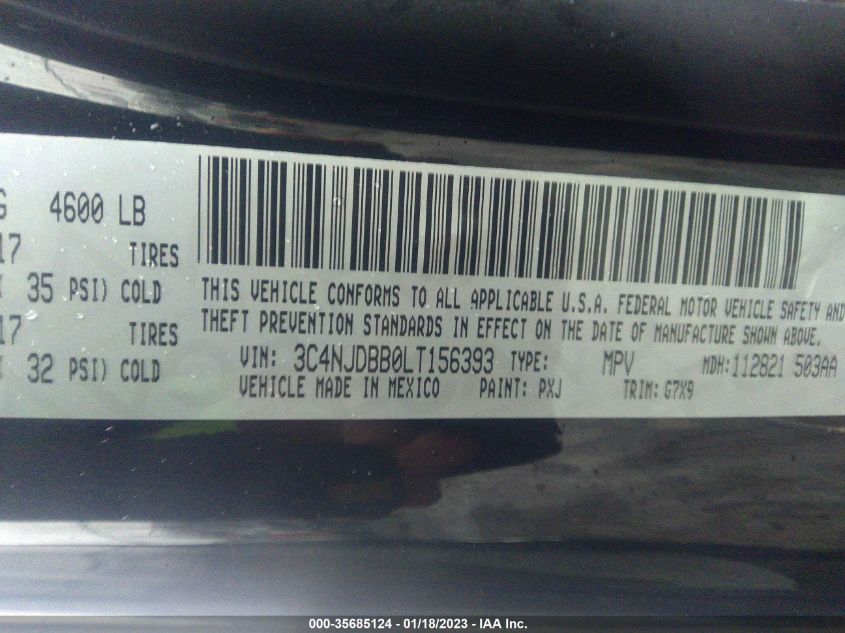 4600 LB
17 TIRES
35 PSI) COLD
17 TIRES
32 PSI) COLD
THIS VEHICLE CONFORMS TO ALL APPLICABLE U.S.A. FEDERAL MOTOR VEHICLE SAFETY AND
THEFT PREVENTION STANDARDS IN EFFECT ON THE DATE OF MANUFACTURE SHOWN ABOVE.
VIN: 3C4NJDBB0LT156393 TYPE: MPV MDH: 112821 503AA
VEHICLE MADE IN MEXICO PAINT: PXJ TRIM: G7X9
000-35685124 - 01/18/2023 - IAA Inc.